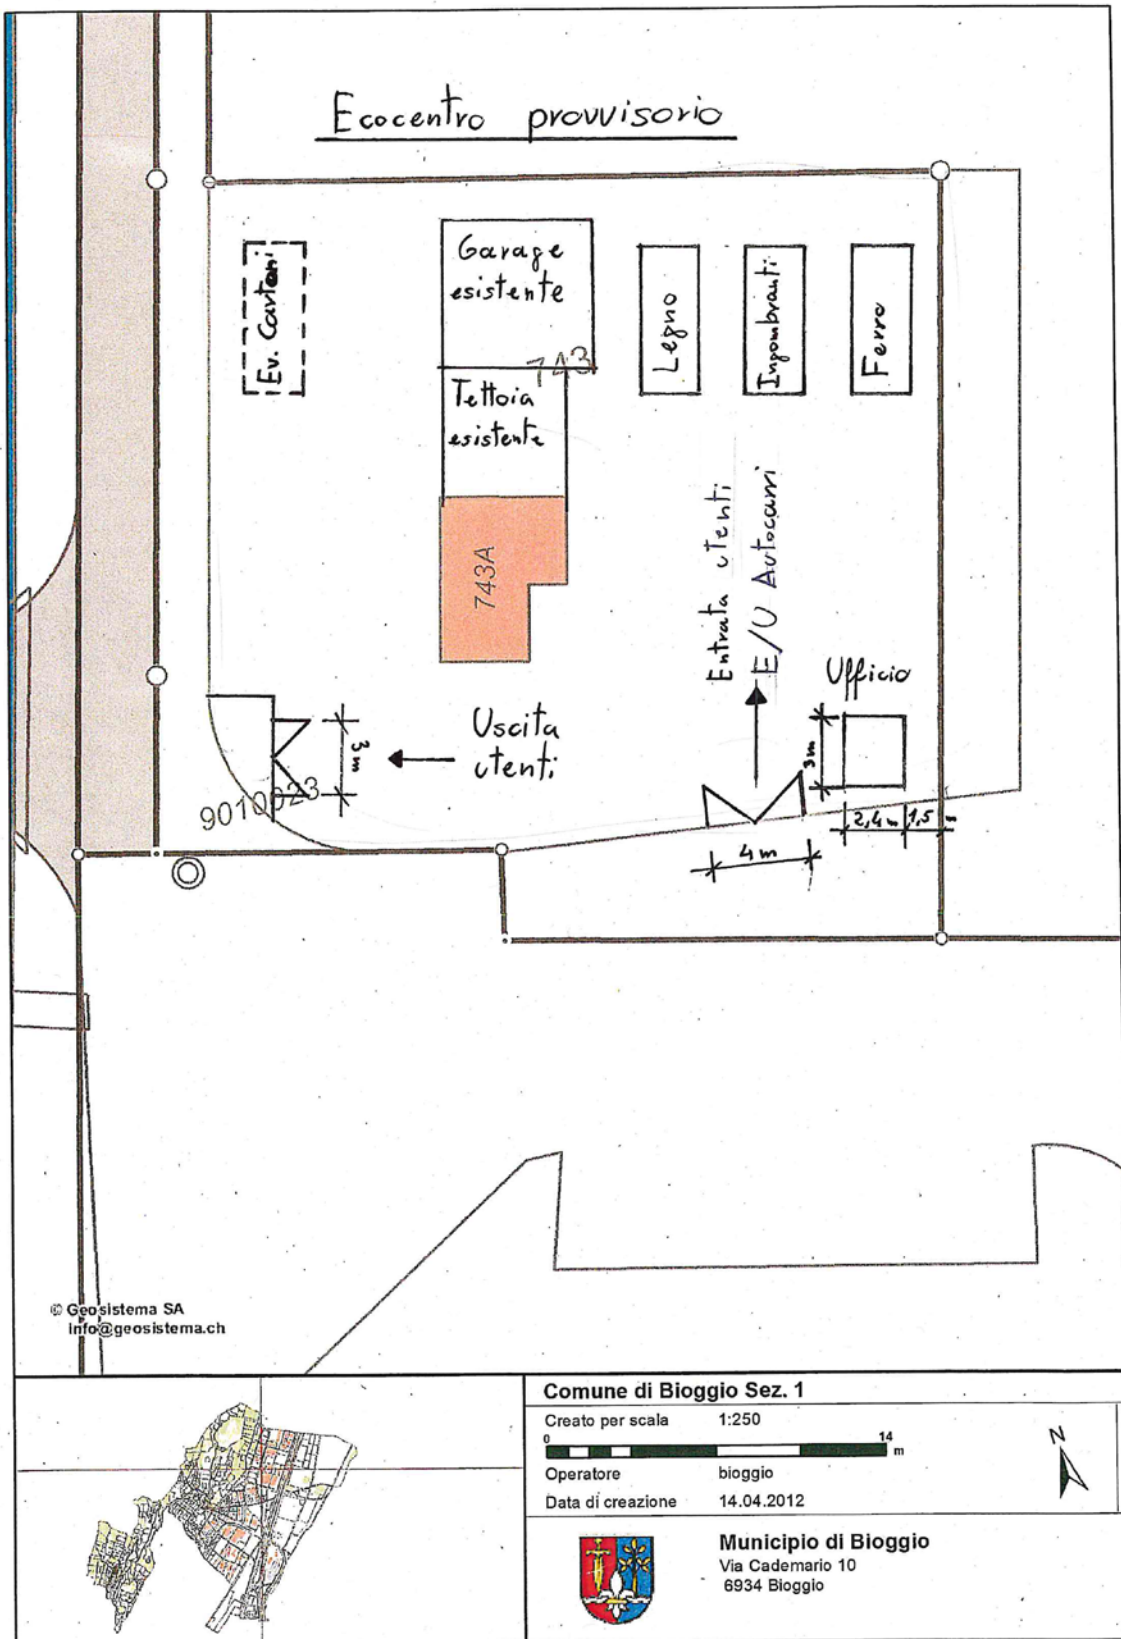 Ecocentro provvisorio
Ev. Cartoni
Garage
esistente
743
Tettoia
esistente
743A
Legno
Ingombranti
Ferro
Entrata utenti
E/U Autocarri
Ufficio
Uscita
utenti
3m
3m
2,4m 1,5 m
4m
9010023
© Geosistema SA
info@geosistema.ch
Comune di Bioggio Sez. 1
Creato per scala 1:250
0 14
m
Operatore bioggio
Data di creazione 14.04.2012
N
Municipio di Bioggio
Via Cademario 10
6934 Bioggio